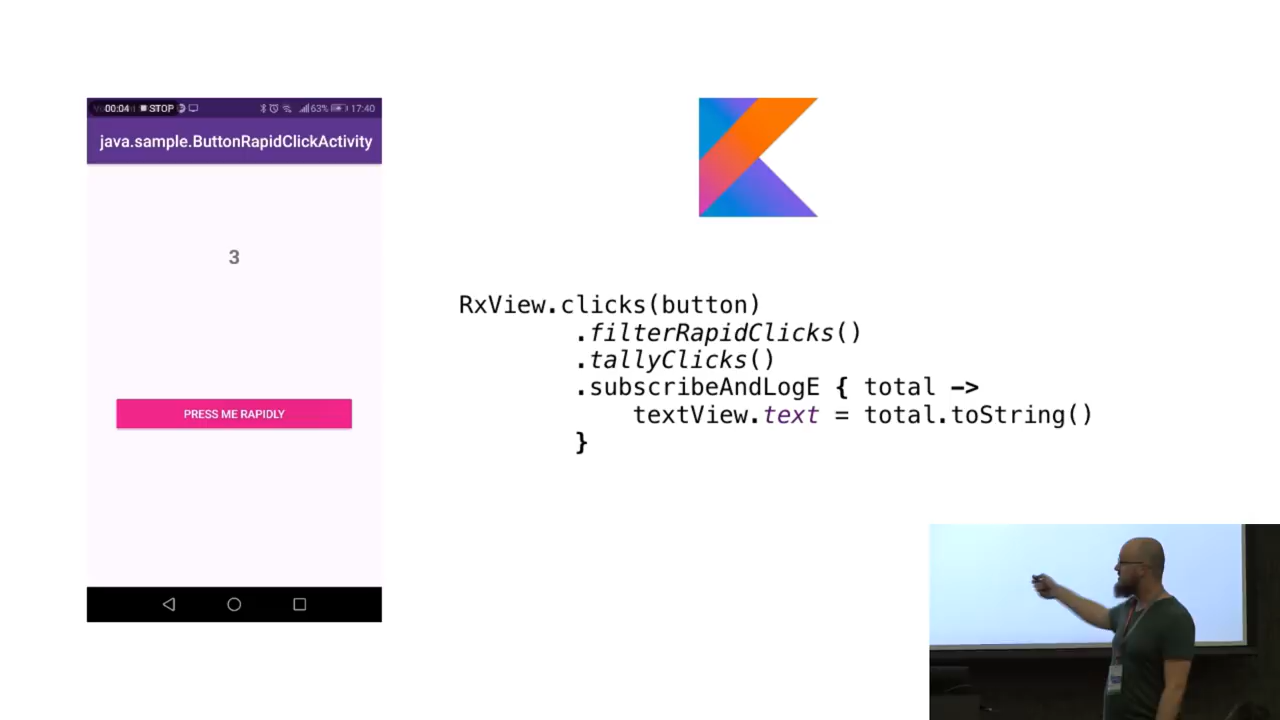 00:04 STOP 63% 17:40
java.sample.ButtonRapidClickActivity
3
PRESS ME RAPIDLY
RxView.clicks(button)
.filterRapidClicks()
.tallyClicks()
.subscribeAndLogE { total ->
textView.text = total.toString()
}